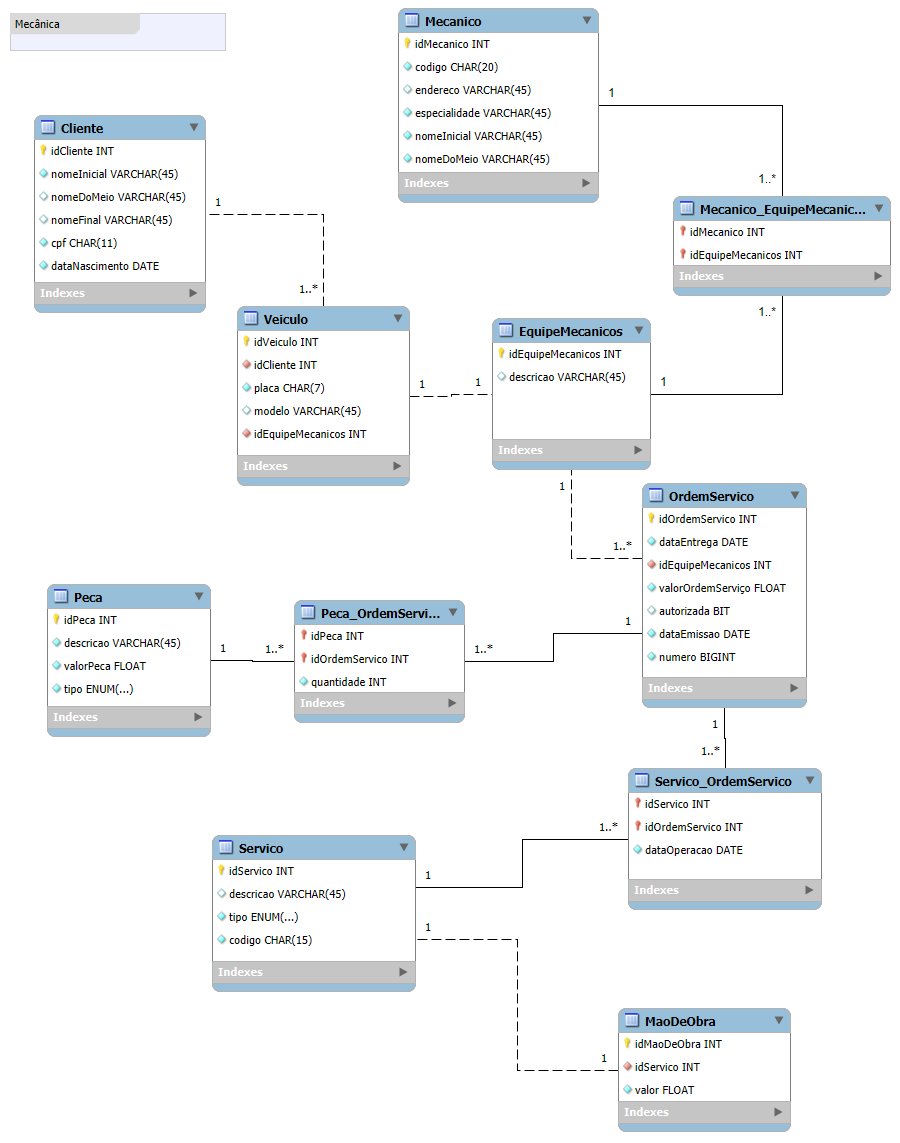 Mecânica
Mecanico
idMecanico INT
codigo CHAR(20)
endereco VARCHAR(45)
especialidade VARCHAR(45)
nomeInicial VARCHAR(45)
nomeDoMeio VARCHAR(45)
Indexes
1
1..*
Cliente
idCliente INT
nomeInicial VARCHAR(45)
nomeDoMeio VARCHAR(45)
nomeFinal VARCHAR(45)
cpf CHAR(11)
dataNascimento DATE
Indexes
1
1..*
Mecanico_EquipeMecanic...
idMecanico INT
idEquipeMecanicos INT
Indexes
1..*
Veiculo
idVeiculo INT
idCliente INT
placa CHAR(7)
modelo VARCHAR(45)
idEquipeMecanicos INT
Indexes
1
1
EquipeMecanicos
idEquipeMecanicos INT
descricao VARCHAR(45)
Indexes
1
1
1..*
OrdemServico
idOrdemServico INT
dataEntrega DATE
idEquipeMecanicos INT
valorOrdemServiço FLOAT
autorizada BIT
dataEmissao DATE
numero BIGINT
Indexes
Peca
idPeca INT
descricao VARCHAR(45)
valorPeca FLOAT
tipo ENUM(...)
Indexes
1
1..*
Peca_OrdemServi...
idPeca INT
idOrdemServico INT
quantidade INT
Indexes
1..*
1
1
1..*
Servico_OrdemServico
idServico INT
idOrdemServico INT
dataOperacao DATE
Indexes
1..*
Servico
idServico INT
descricao VARCHAR(45)
tipo ENUM(...)
codigo CHAR(15)
Indexes
1
1
1
MaoDeObra
idMaoDeObra INT
idServico INT
valor FLOAT
Indexes